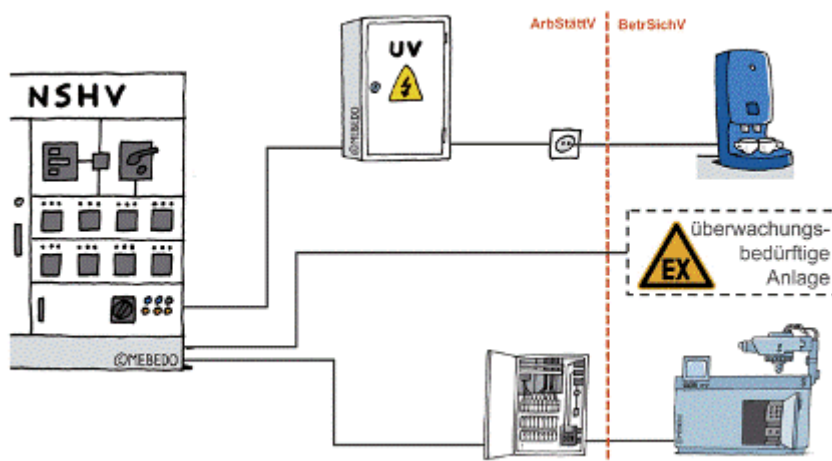 ArbStättV
BetrSichV
NSHV
UV
©MEBEDO
überwachungs-
bedürftige
Anlage
EX
©MEBEDO